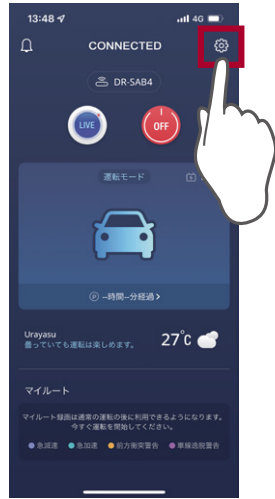 13:48
4G
CONNECTED
DR-SAB4
LIVE
OFF
運転モード
Ⓟ --時間--分経過 >
Urayasu
曇っていても運転は楽しめます。
27°c
マイルート
マイルート録画は通常の運転の後に利用できるようになります。
今すぐ運転を開始してください。
急減速
急加速
前方衝突警告
車線逸脱警告